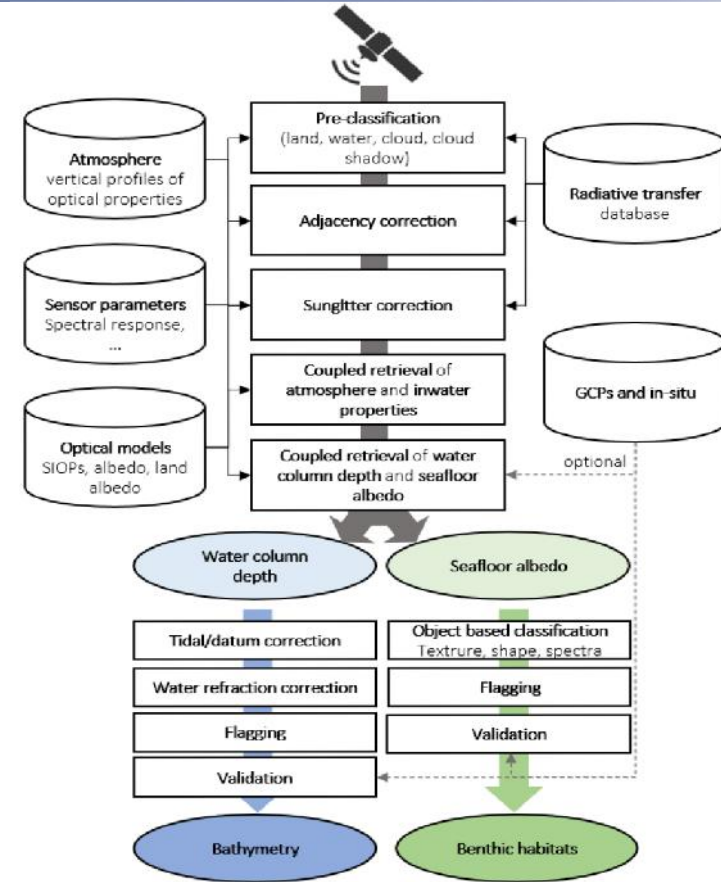 Pre-classification
(land, water, cloud, cloud
shadow)
Atmosphere
vertical profiles of
optical properties
Radiative transfer
database
Adjacency correction
Sensor parameters
Spectral response,
...
Sungltter correction
Coupled retrieval of
atmosphere and inwater
properties
GCPs and in-situ
Optical models
SIOPs, albedo, land
albedo
Coupled retrieval of water
column depth and seafloor
albedo
optional
Water column
depth
Seafloor albedo
Tidal/datum correction
Water refraction correction
Flagging
Validation
Object based classification
Textrure, shape, spectra
Flagging
Validation
Bathymetry
Benthic habitats